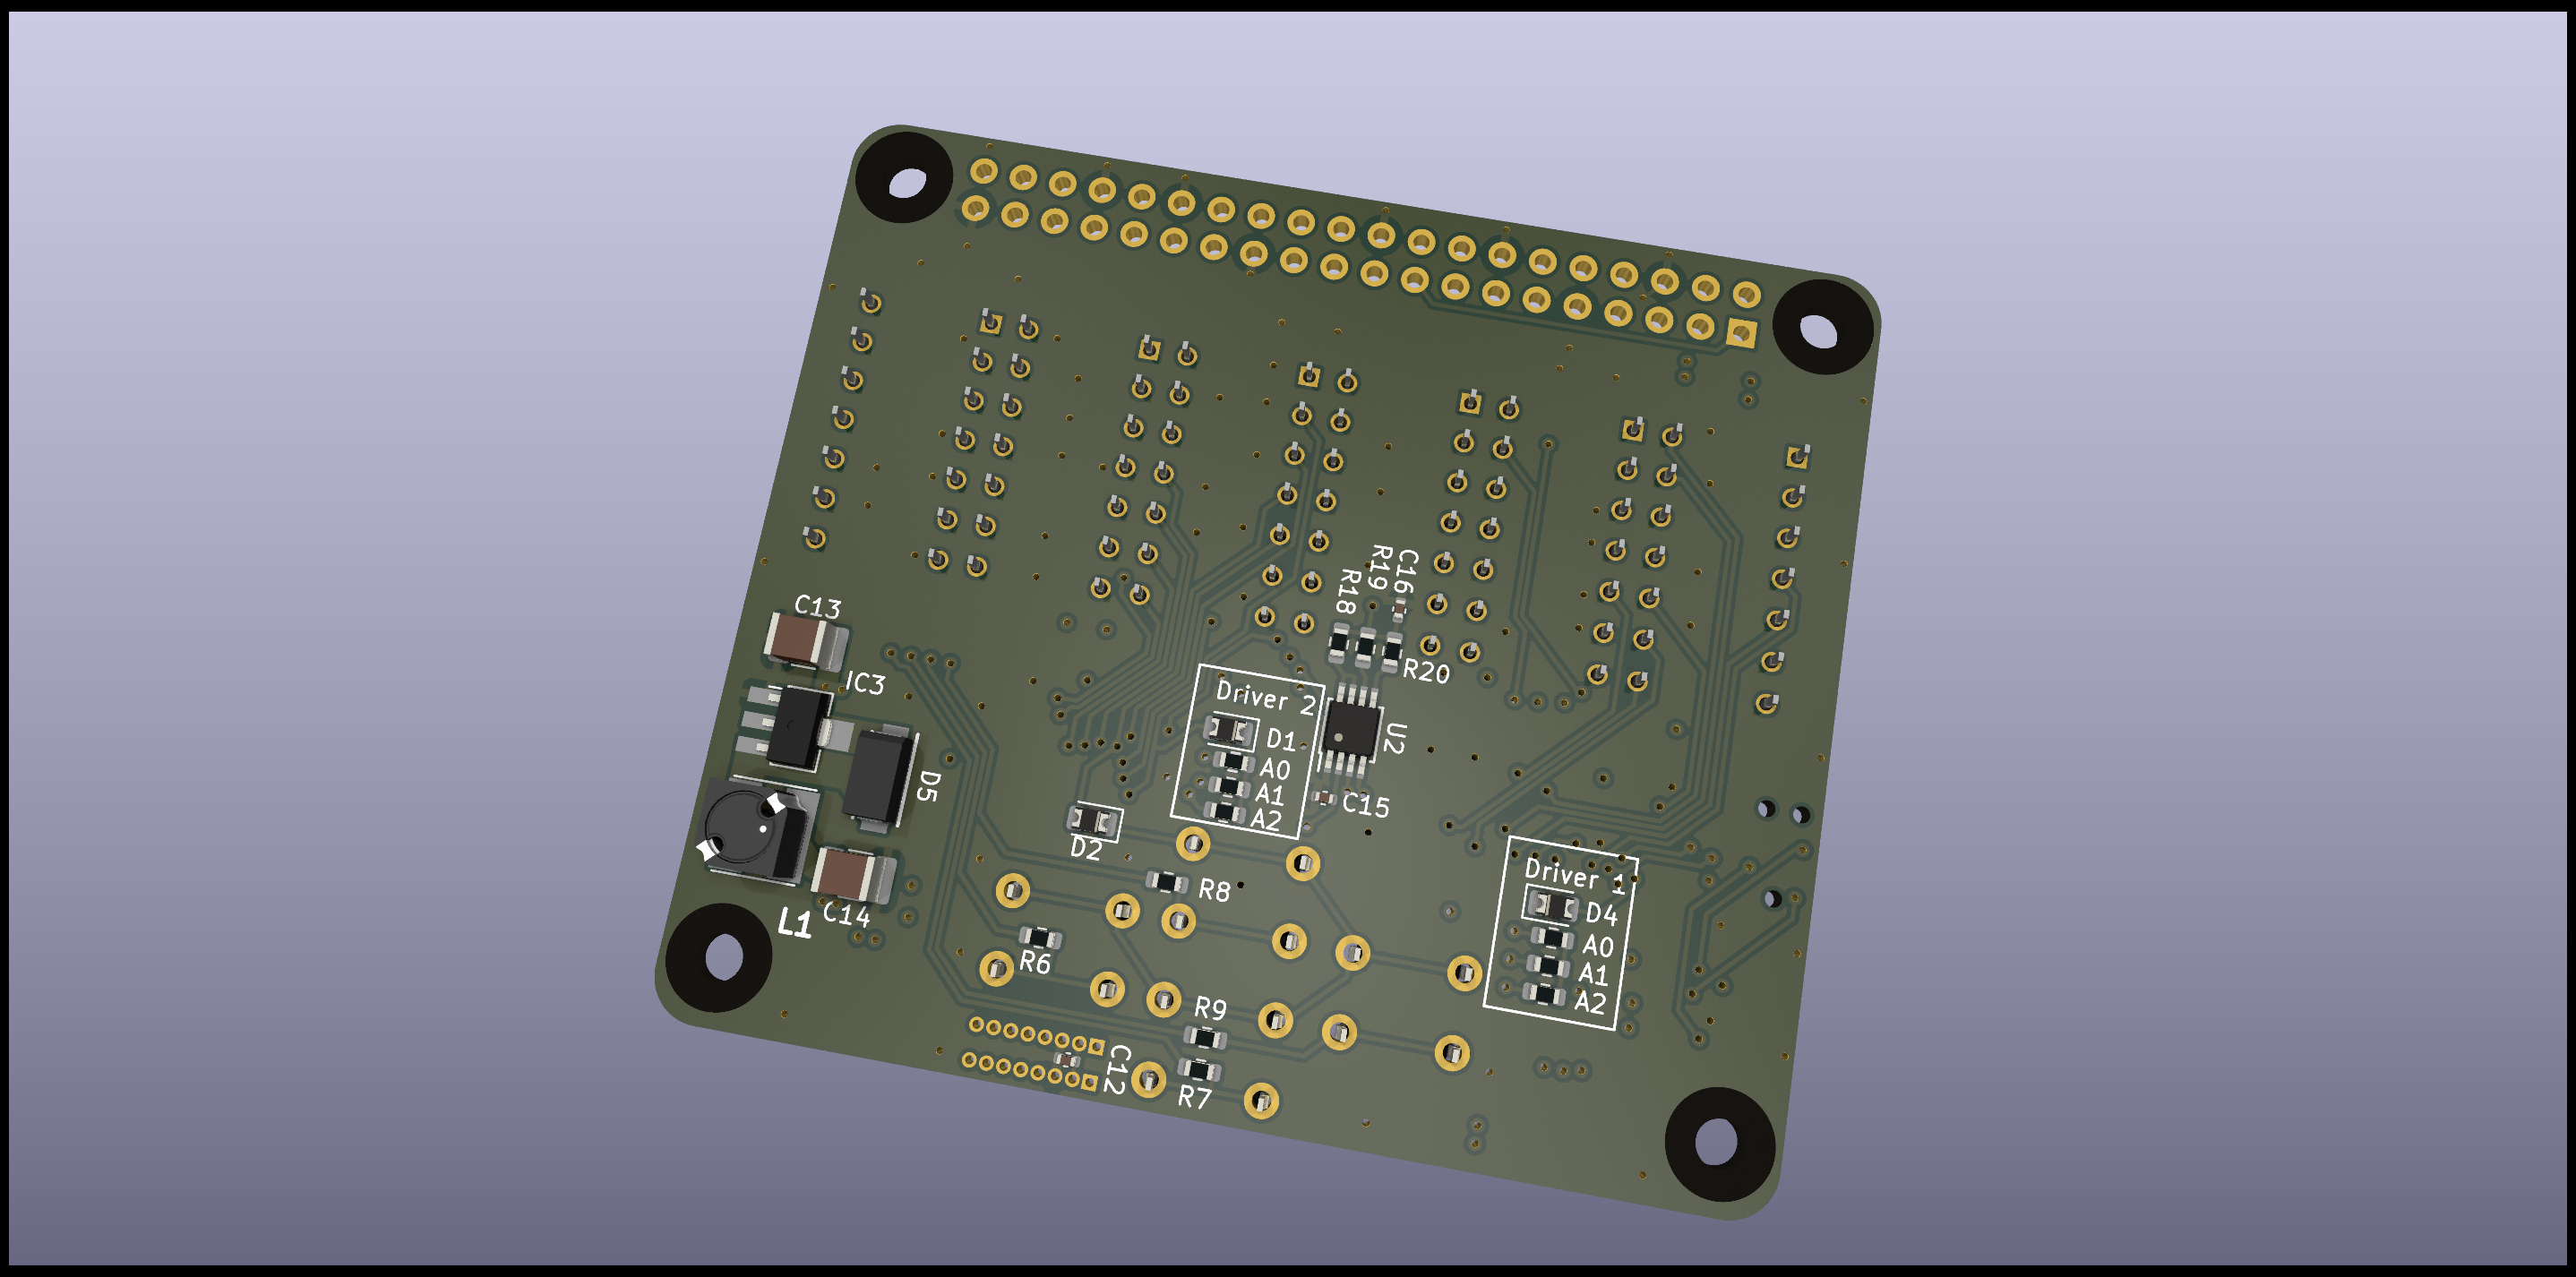 C16
R19
R18
C13
R20
IC3
Driver 2
D1
U2
A0
D5
A1
C15
A2
D2
Driver 1
R8
D4
C14
L1
A0
R6
A1
A2
R9
C12
R7